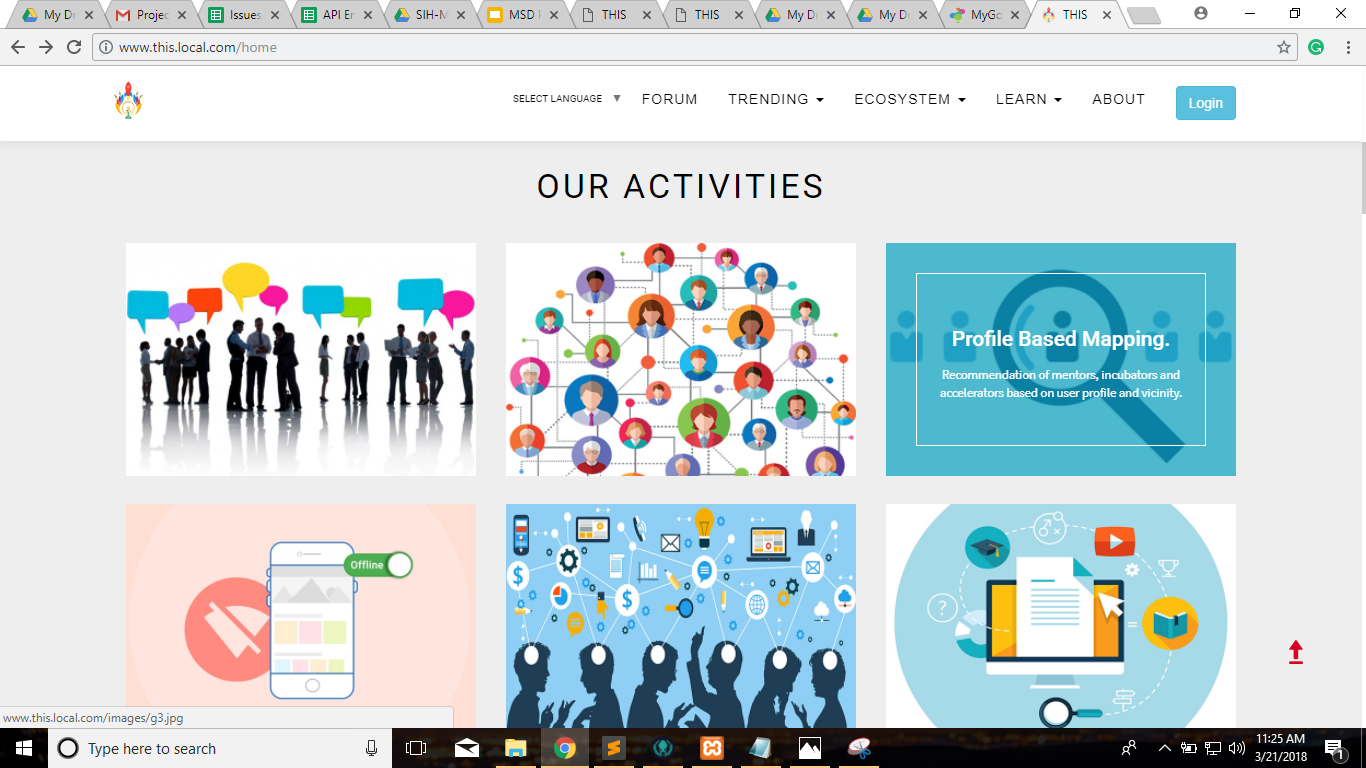 My Dr
Projec
Issues
API En
SIH-M
MSD P
THIS
THIS
My Dr
My Dr
MyGo
THIS
www.this.local.com/home
SELECT LANGUAGE ▼
FORUM
TRENDING
ECOSYSTEM
LEARN
ABOUT
Login
OUR ACTIVITIES
Profile Based Mapping.
Recommendation of mentors, incubators and
accelerators based on user profile and vicinity.
Offline
www.this.local.com/images/g3.jpg
Type here to search
11:25 AM
3/21/2018
1